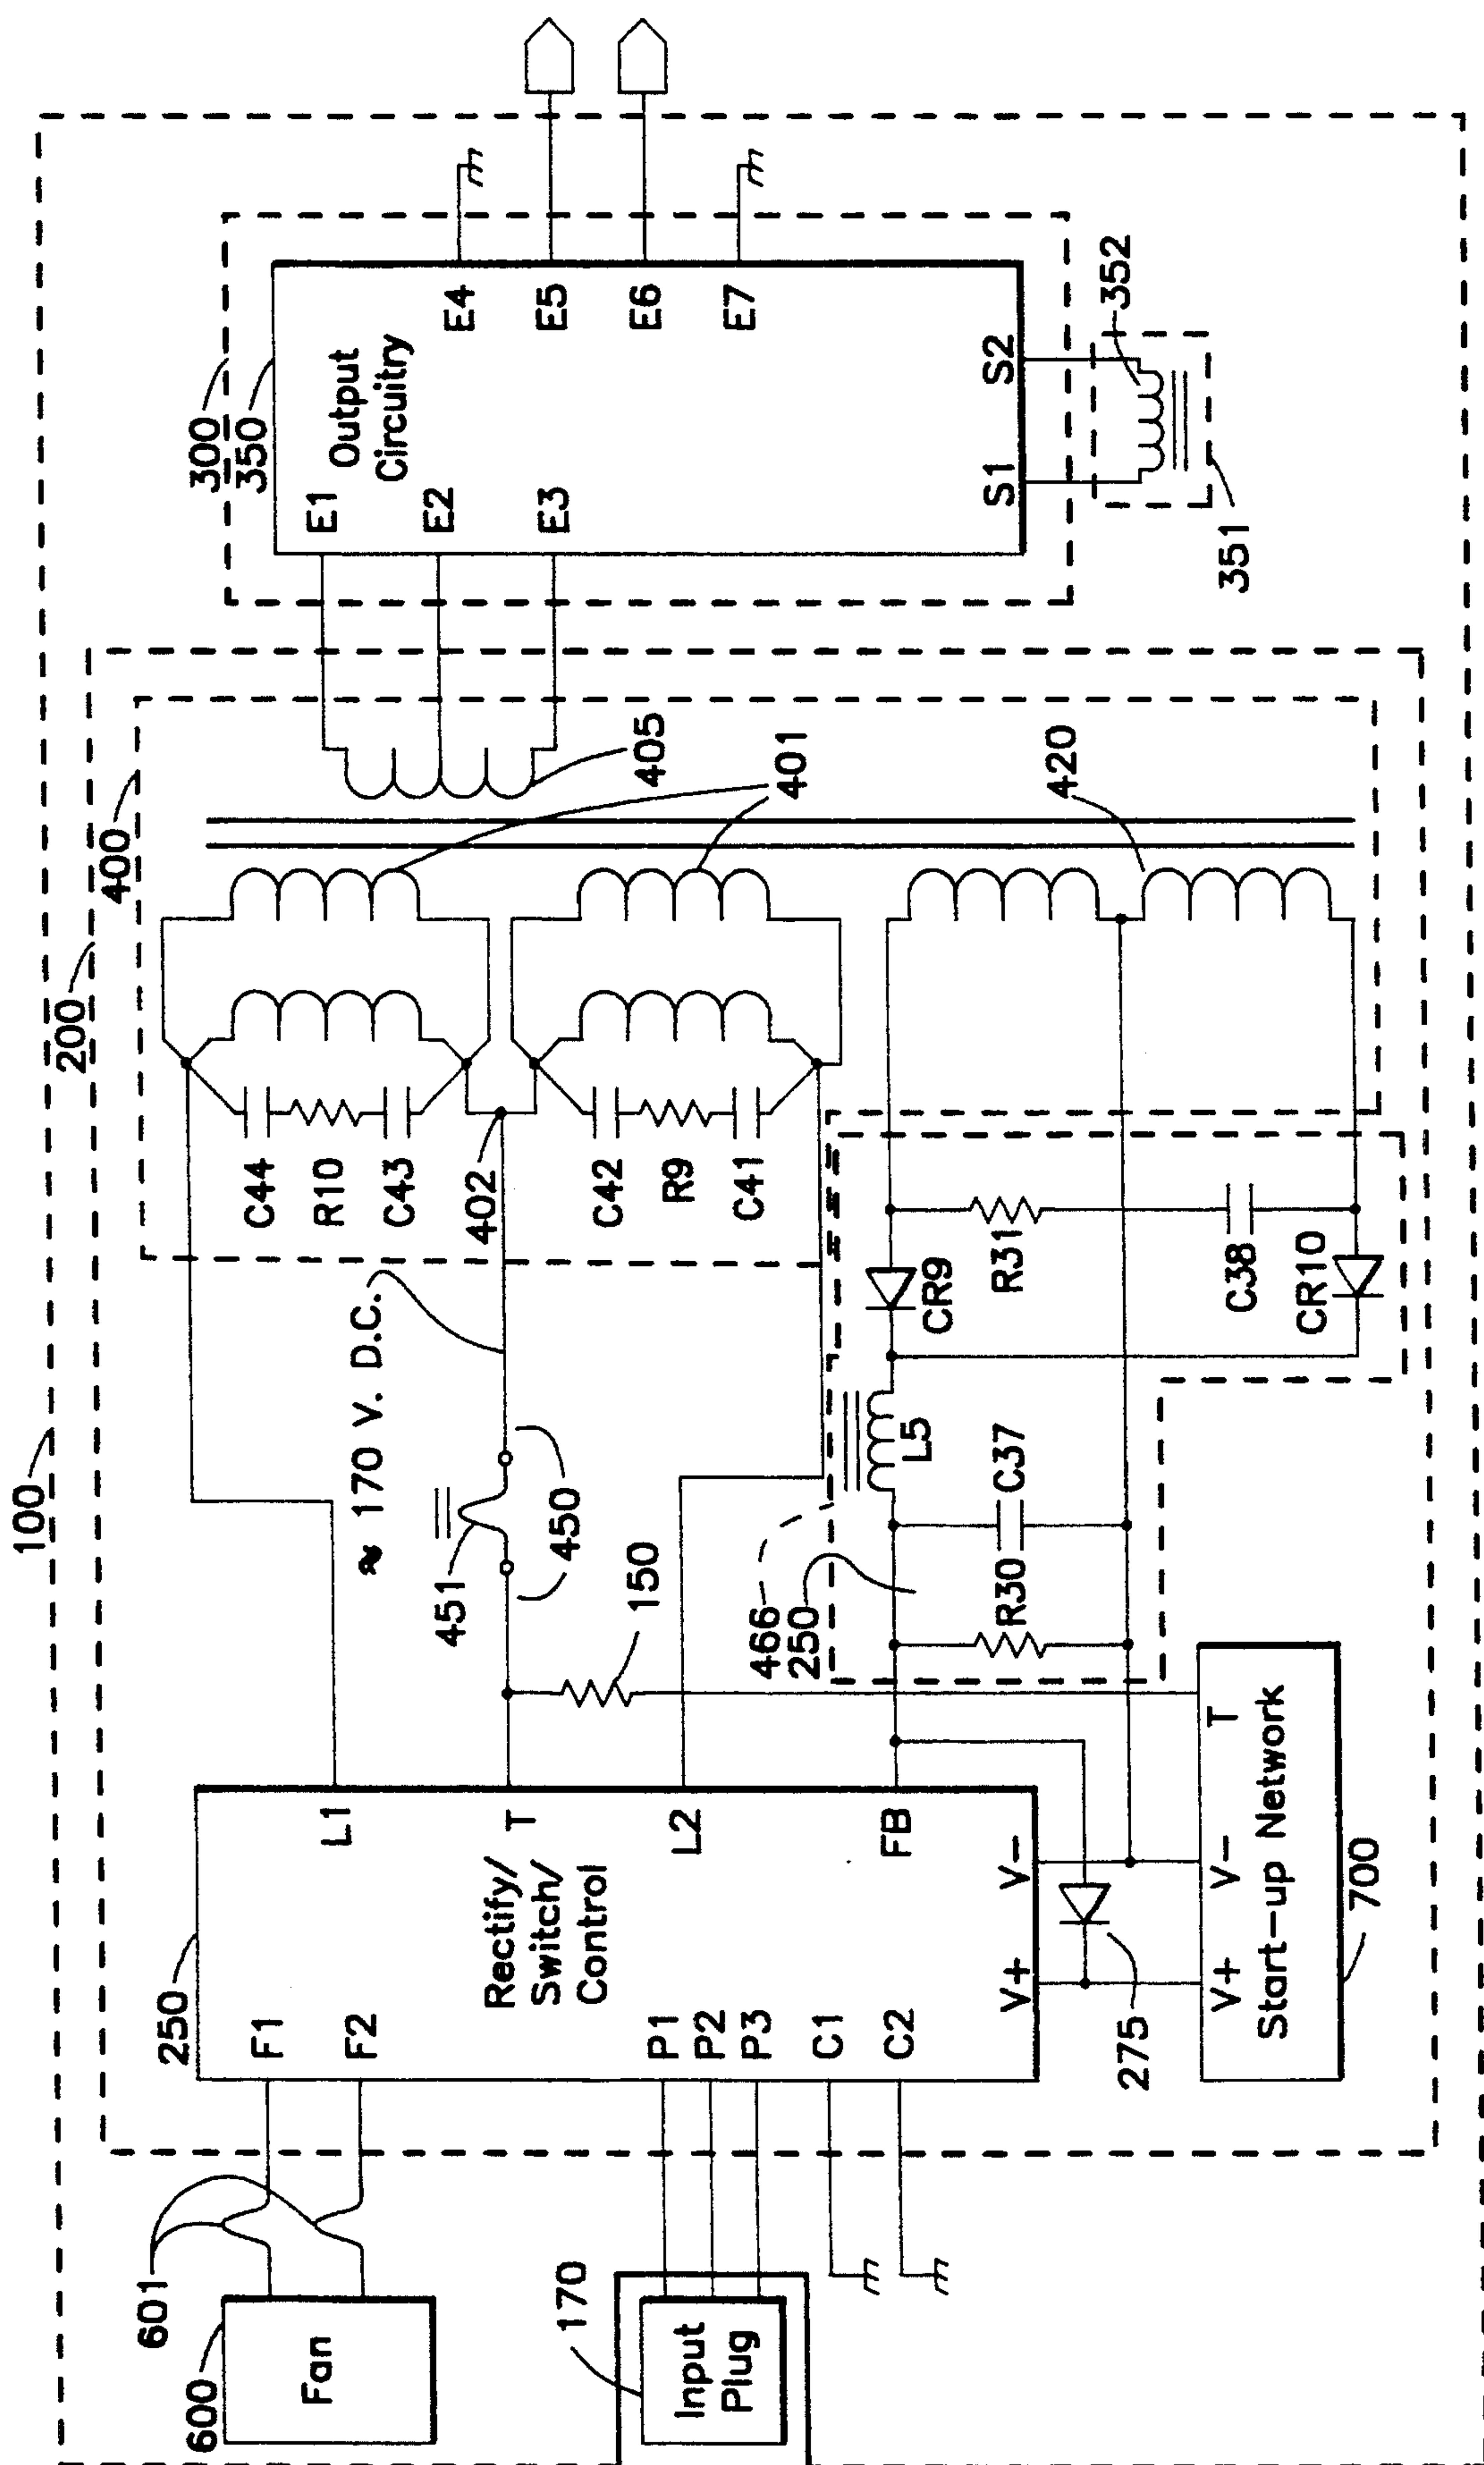 100
200
400
300
350
E1
E2
E3
Output
Circuitry
E4
E5
E6
E7
S1
S2
352
351
405
401
420
C44
R10
C43
402
C42
R9
C41
≈ 170 V. D.C.
451
450
150
466
250
L5
CR9
R31
C38
CR10
R30
C37
250
F1
F2
P1
P2
P3
C1
C2
Rectify/
Switch/
Control
L1
T
L2
FB
V+
V-
275
V+
V-
T
Start-up Network
700
601
600
Fan
170
Input
Plug